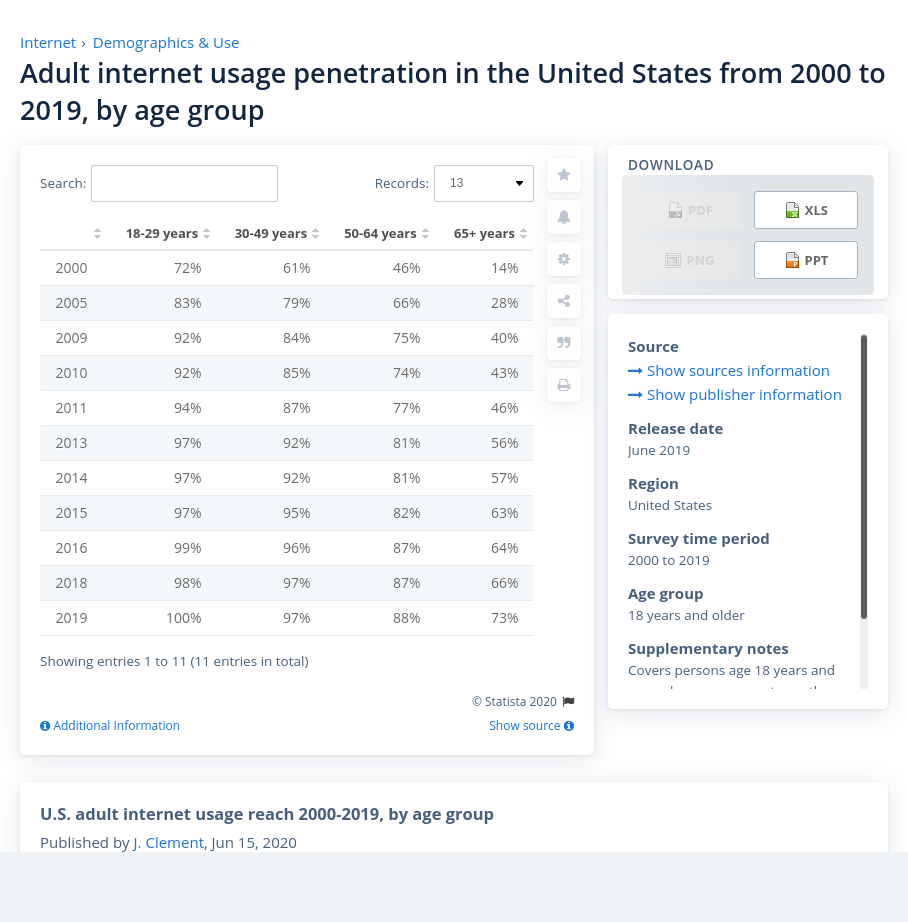 Internet › Demographics & Use
Adult internet usage penetration in the United States from 2000 to
2019, by age group
Search:
Records: 13
18-29 years 30-49 years 50-64 years 65+ years
2000 72% 61% 46% 14%
2005 83% 79% 66% 28%
2009 92% 84% 75% 40%
2010 92% 85% 74% 43%
2011 94% 87% 77% 46%
2013 97% 92% 81% 56%
2014 97% 92% 81% 57%
2015 97% 95% 82% 63%
2016 99% 96% 87% 64%
2018 98% 97% 87% 66%
2019 100% 97% 88% 73%
Showing entries 1 to 11 (11 entries in total)
© Statista 2020
Additional Information
Show source
DOWNLOAD
PDF XLS
PNG PPT
Source
Show sources information
Show publisher information
Release date
June 2019
Region
United States
Survey time period
2000 to 2019
Age group
18 years and older
Supplementary notes
Covers persons age 18 years and
U.S. adult internet usage reach 2000-2019, by age group
Published by J. Clement, Jun 15, 2020